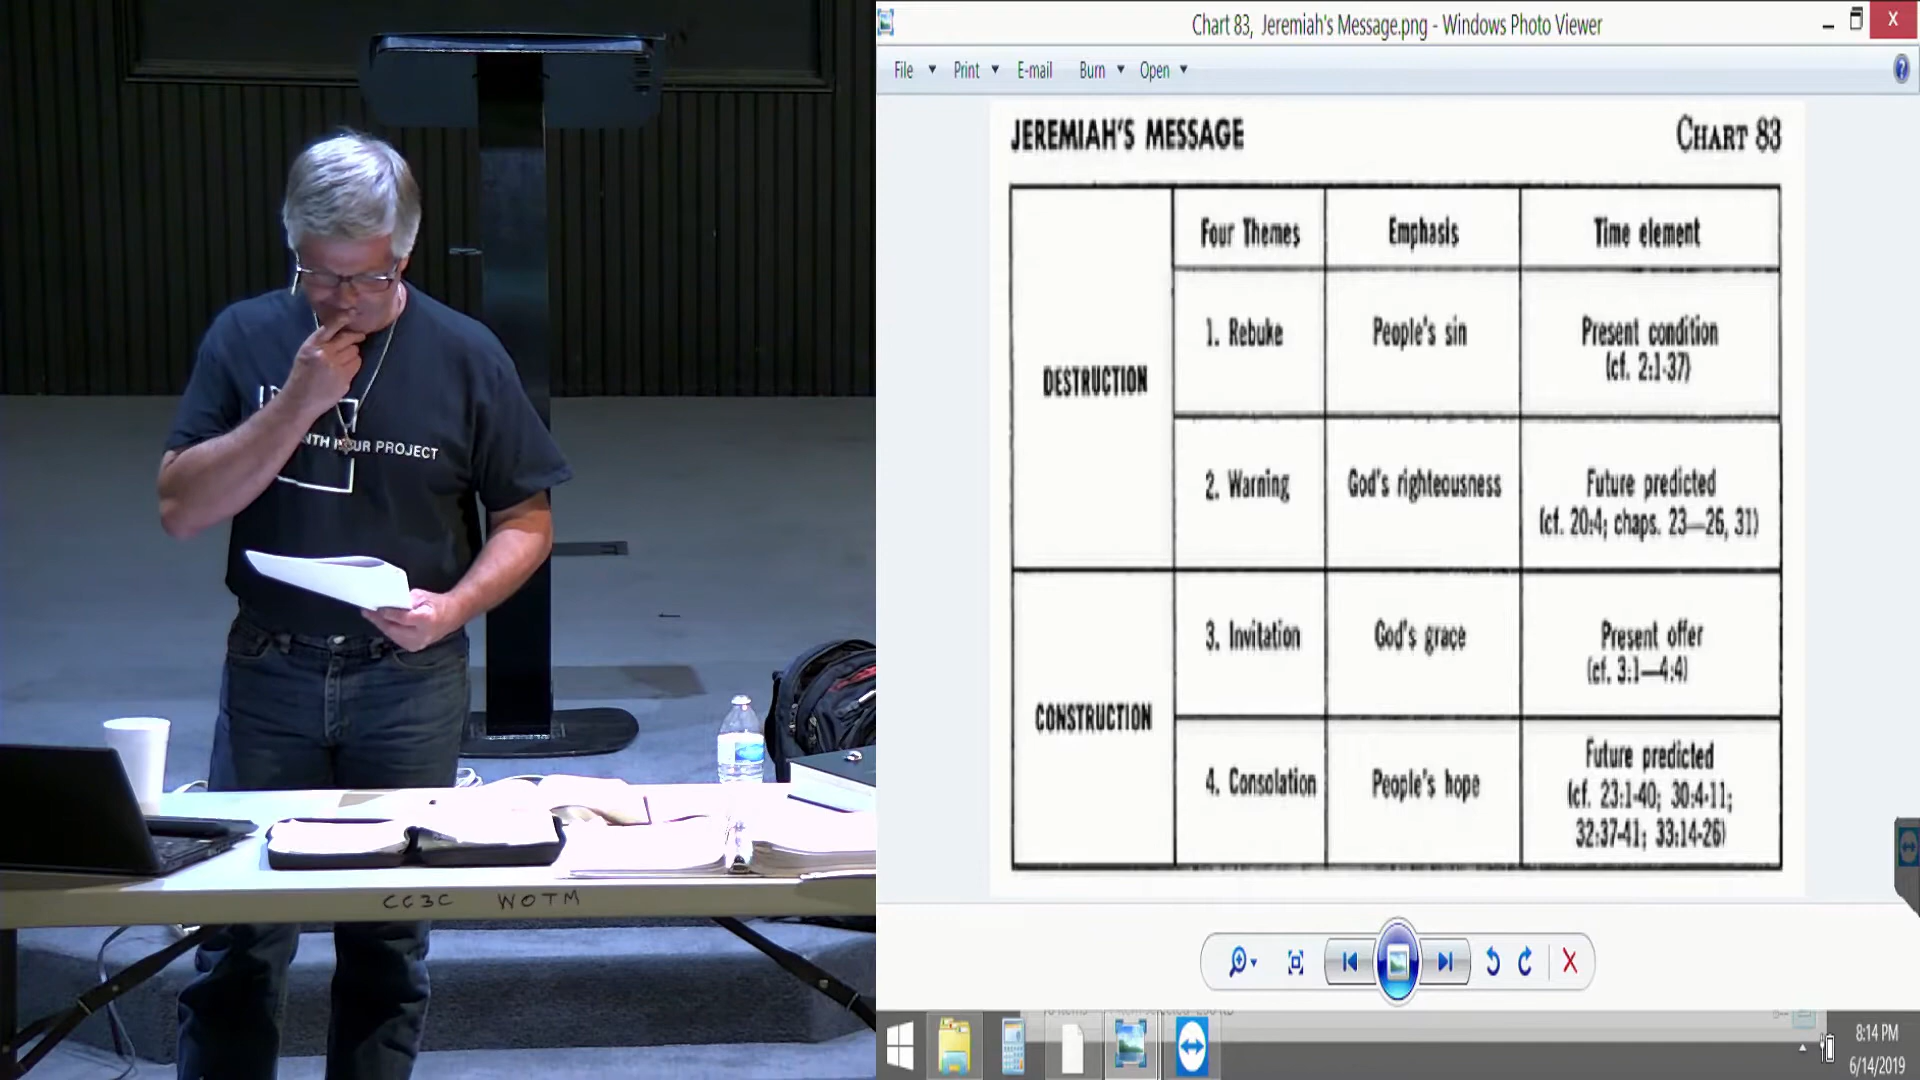 NTH HOUR PROJECT
CC3C WOTM
Chart 83, Jeremiah's Message.png - Windows Photo Viewer
File Print E-mail Burn Open
JEREMIAH'S MESSAGE CHART 83
Four Themes Emphasis Time element
DESTRUCTION
1. Rebuke People's sin Present condition
(cf. 2:1-37)
2. Warning God's righteousness Future predicted
(cf. 20:4; chaps. 23—26, 31)
CONSTRUCTION
3. Invitation God's grace Present offer
(cf. 3:1—4:4)
4. Consolation People's hope Future predicted
(cf. 23:1-40; 30:4-11;
32:37-41; 33:14-26)
8:14 PM
6/14/2019